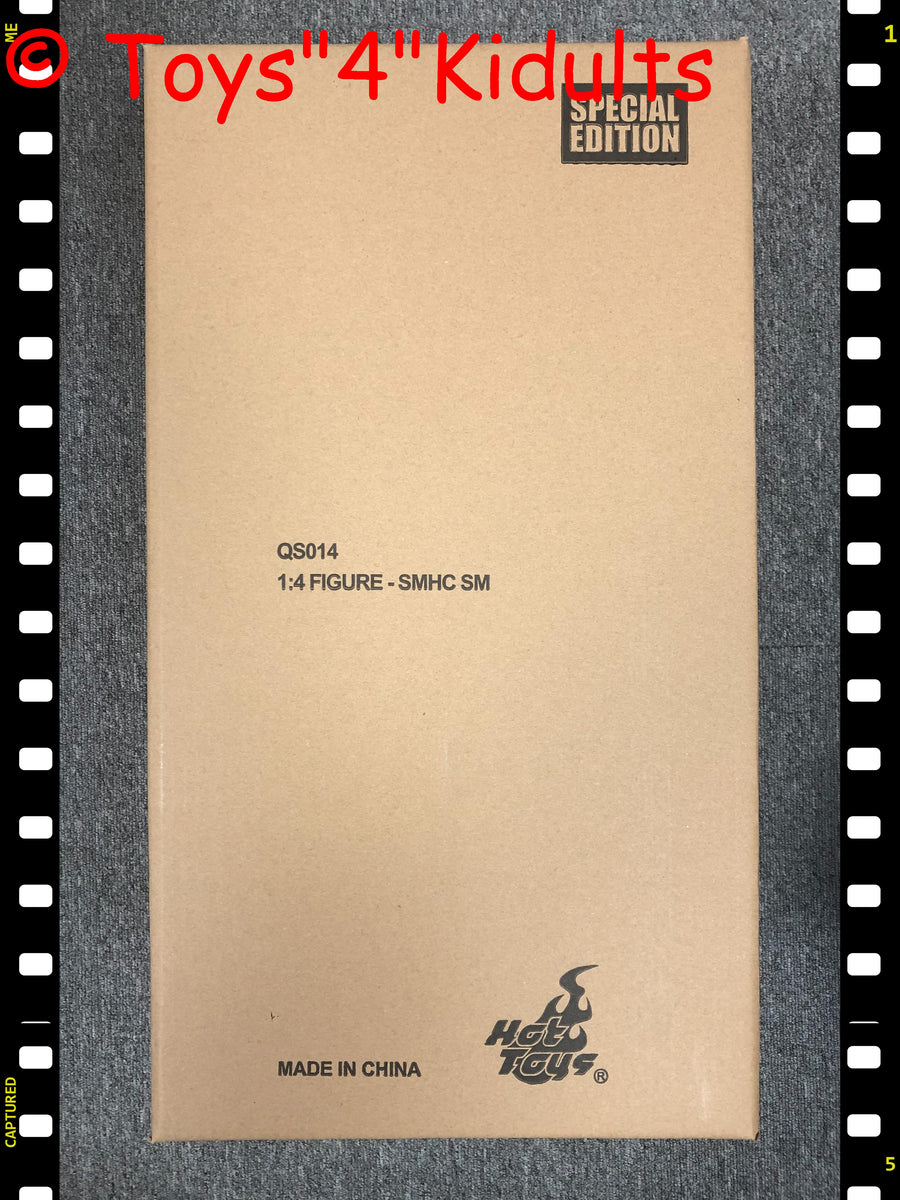 ME
1
© Toys"4"Kidults
SPECIAL
EDITION
QS014
1:4 FIGURE - SMHC SM
Hot
Toys®
MADE IN CHINA
CAPTURED
5